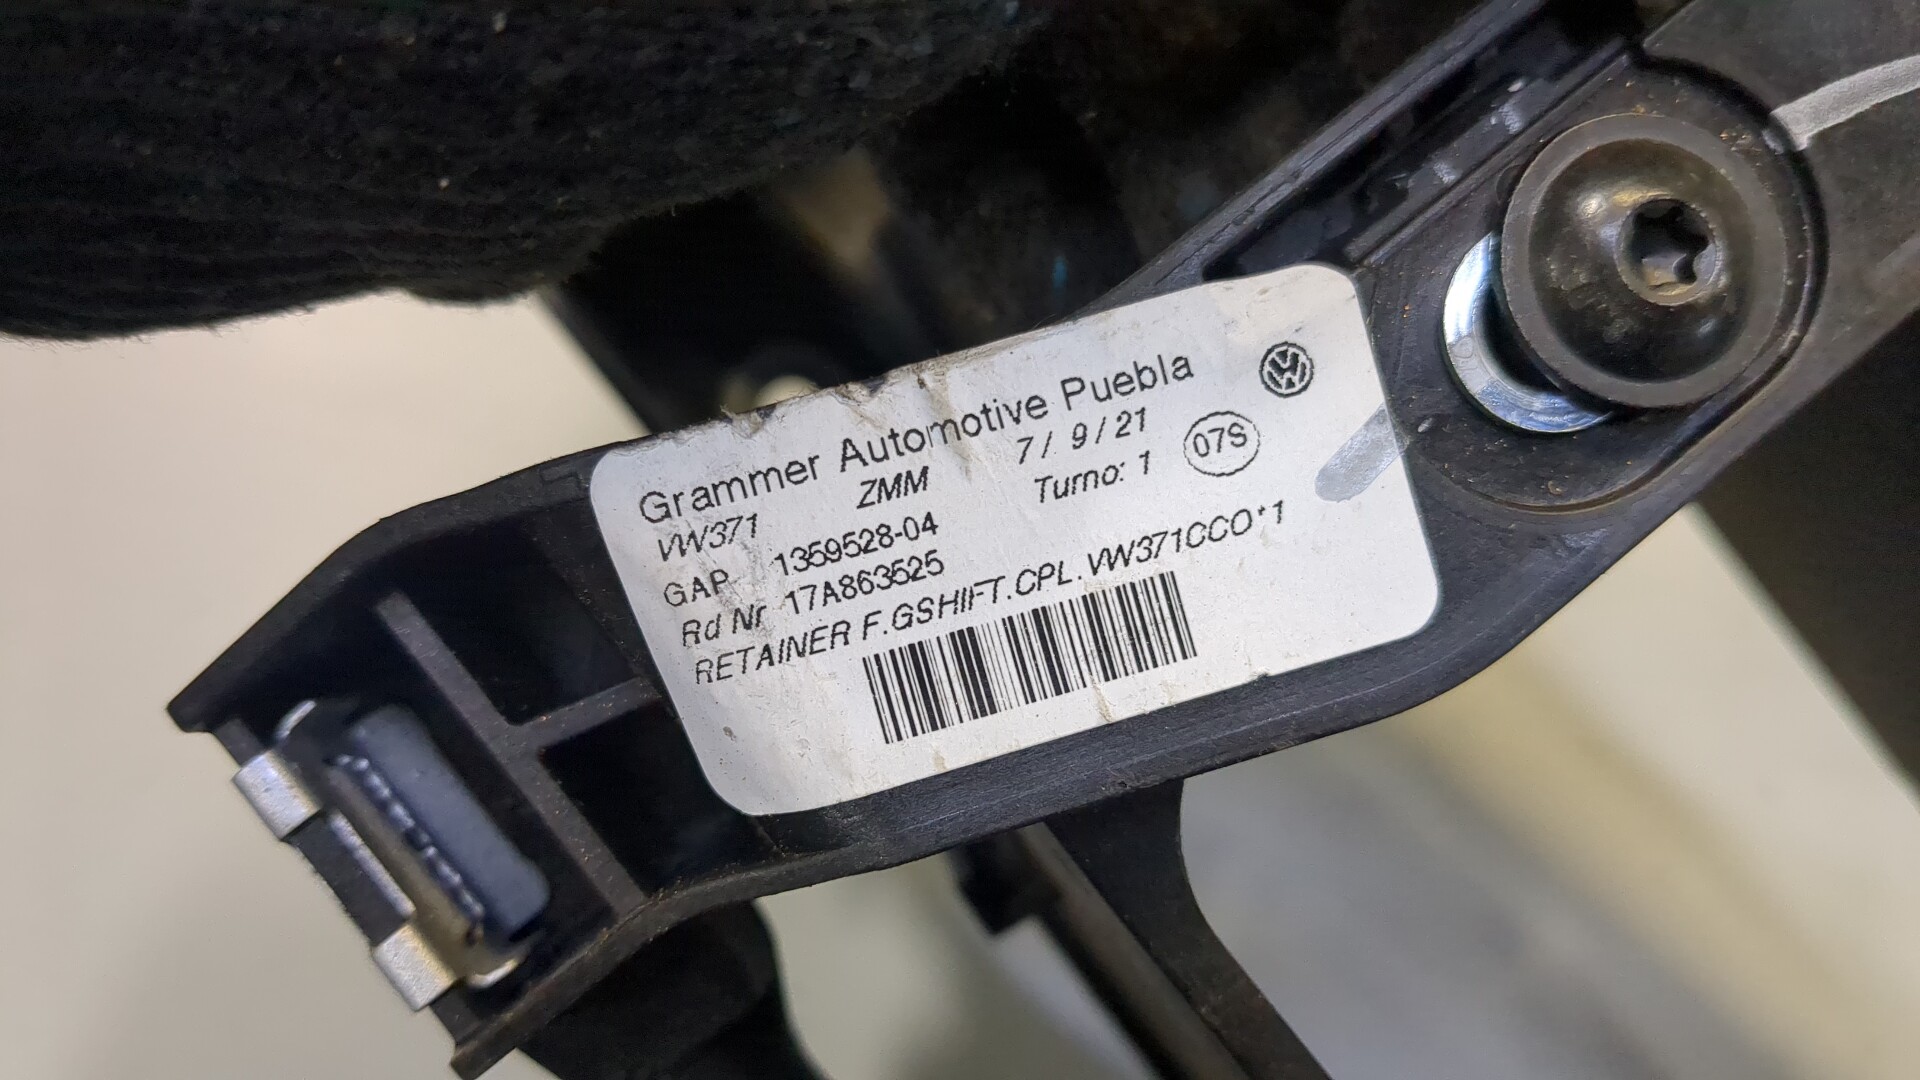 Grammer Automotive Puebla
VW371 ZMM 7/ 9/21
GAP 1359528-04 Turno: 1 07S
Rd Nr 17A863525
RETAINER F.GSHIFT.CPL.VW371CCO*1